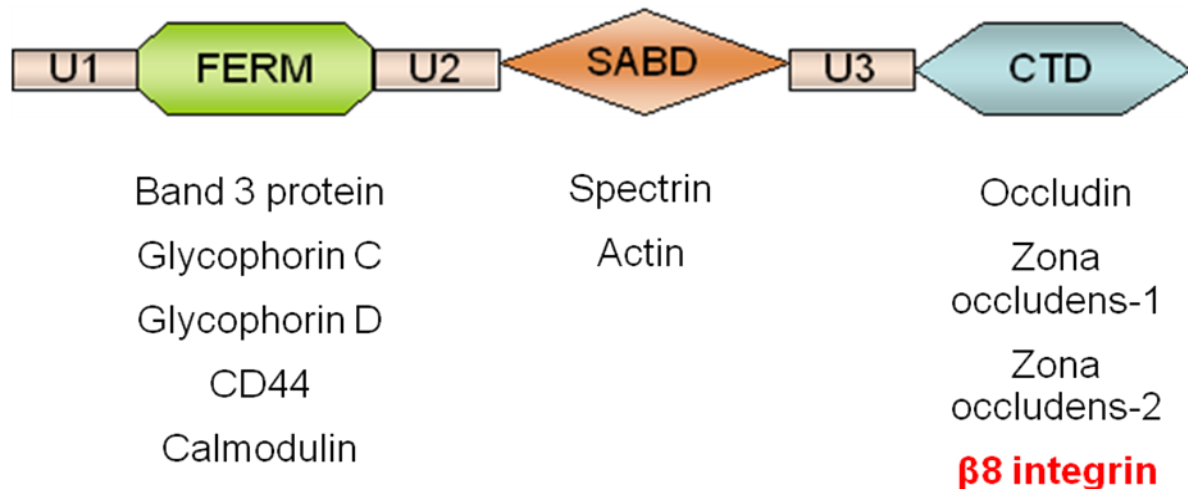 U1 FERM U2 SABD U3 CTD
Band 3 protein
Glycophorin C
Glycophorin D
CD44
Calmodulin
Spectrin
Actin
Occludin
Zona
occludens-1
Zona
occludens-2
β8 integrin